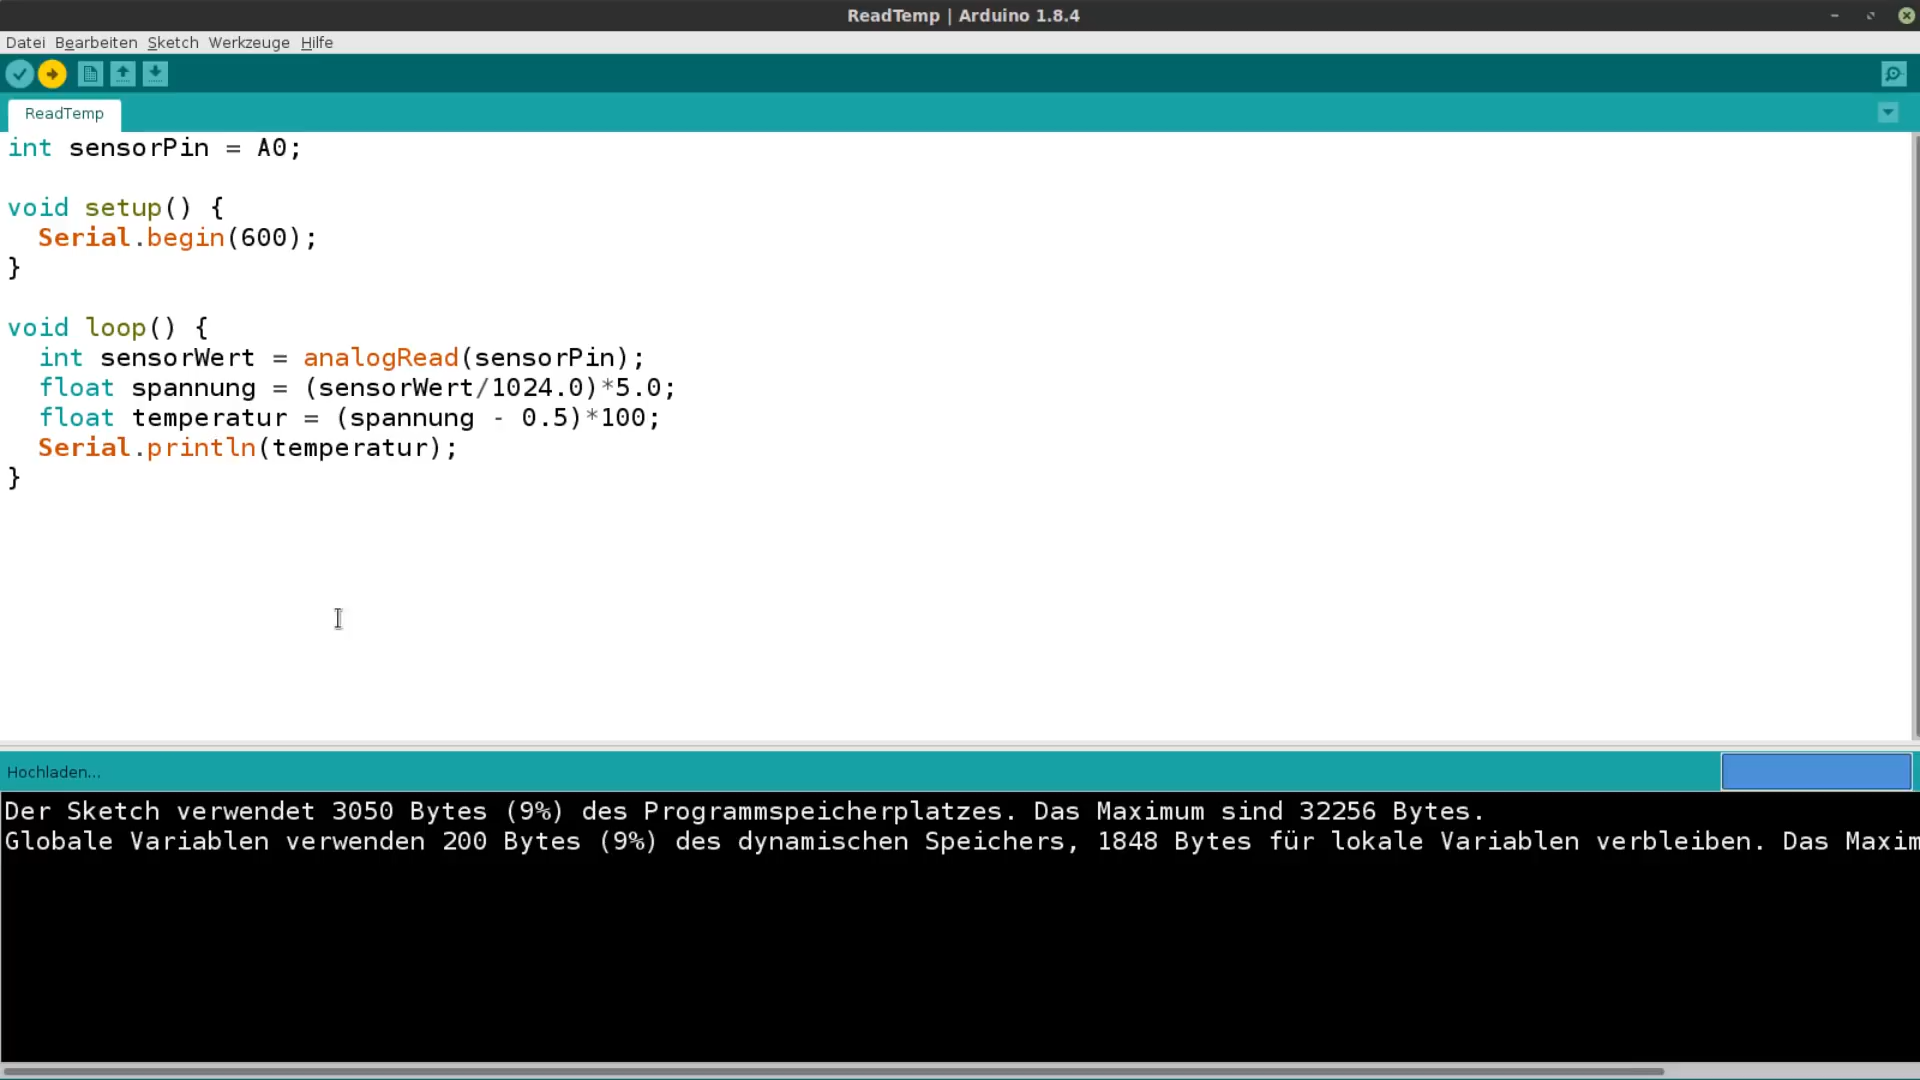 ReadTemp | Arduino 1.8.4
Datei Bearbeiten Sketch Werkzeuge Hilfe
ReadTemp
int sensorPin = A0;
void setup() {
Serial.begin(600);
}
void loop() {
int sensorWert = analogRead(sensorPin);
float spannung = (sensorWert/1024.0)*5.0;
float temperatur = (spannung - 0.5)*100;
Serial.println(temperatur);
}
Hochladen...
Der Sketch verwendet 3050 Bytes (9%) des Programmspeicherplatzes. Das Maximum sind 32256 Bytes.
Globale Variablen verwenden 200 Bytes (9%) des dynamischen Speichers, 1848 Bytes für lokale Variablen verbleiben. Das Maxim